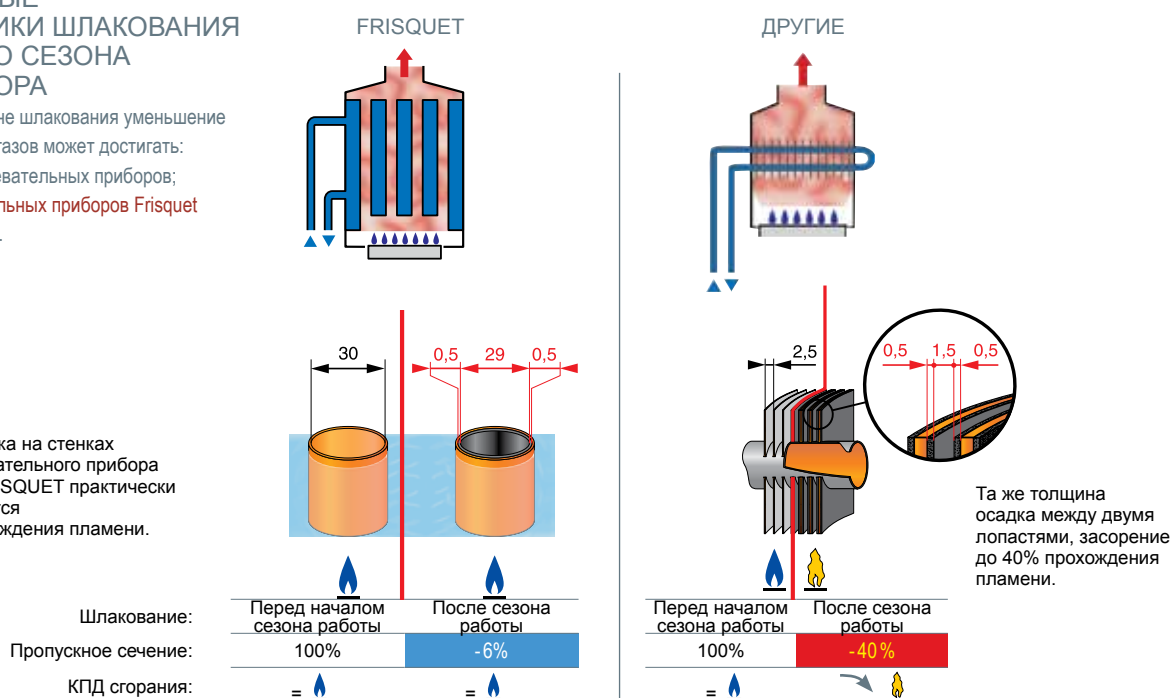 ИКИ ШЛАКОВАНИЯ
О СЕЗОНА
ОРА
не шлакования уменьшение
газов может достигать:
евательных приборов;
льных приборов Frisquet
FRISQUET
ДРУГИЕ
30
0,5 29 0,5
2,5
0,5 1,5 0,5
ка на стенках
ательного прибора
SQUET практически
тся
ждения пламени.
Та же толщина
осадка между двумя
лопастями, засорение
до 40% прохождения
пламени.
Шлакование:
Перед началом
сезона работы
После сезона
работы
Перед началом
сезона работы
После сезона
работы
Пропускное сечение:
100%
-6%
100%
-40%
КПД сгорания:
=
=
=